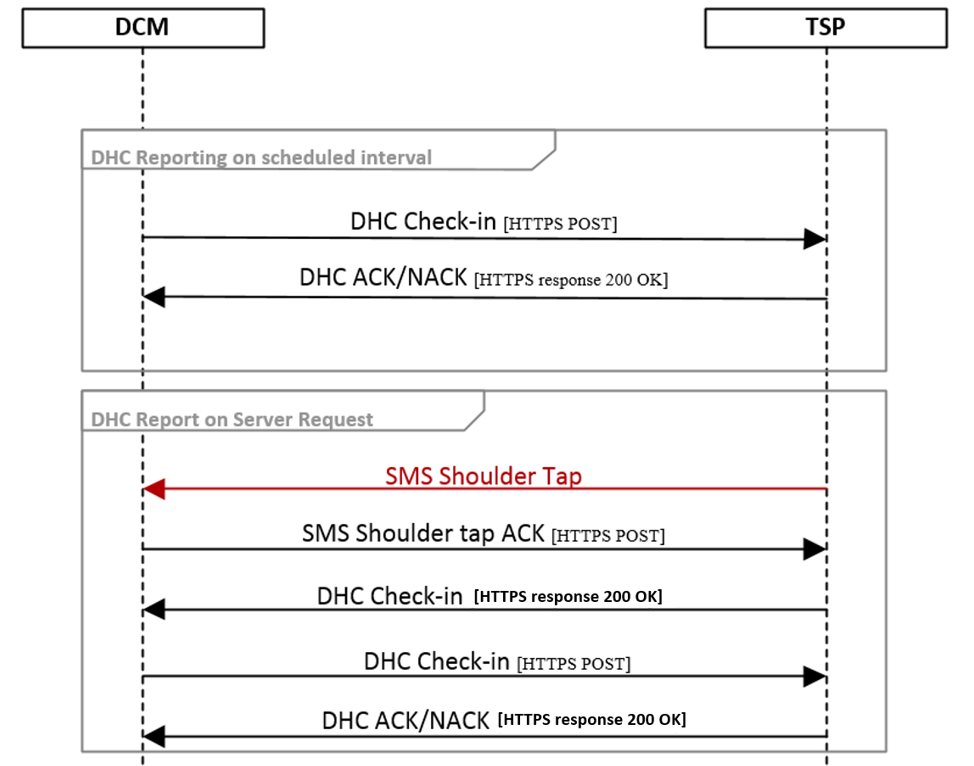 DCM
TSP
DHC Reporting on scheduled interval
DHC Check-in [HTTPS POST]
DHC ACK/NACK [HTTPS response 200 OK]
DHC Report on Server Request
SMS Shoulder Tap
SMS Shoulder tap ACK [HTTPS POST]
DHC Check-in [HTTPS response 200 OK]
DHC Check-in [HTTPS POST]
DHC ACK/NACK [HTTPS response 200 OK]